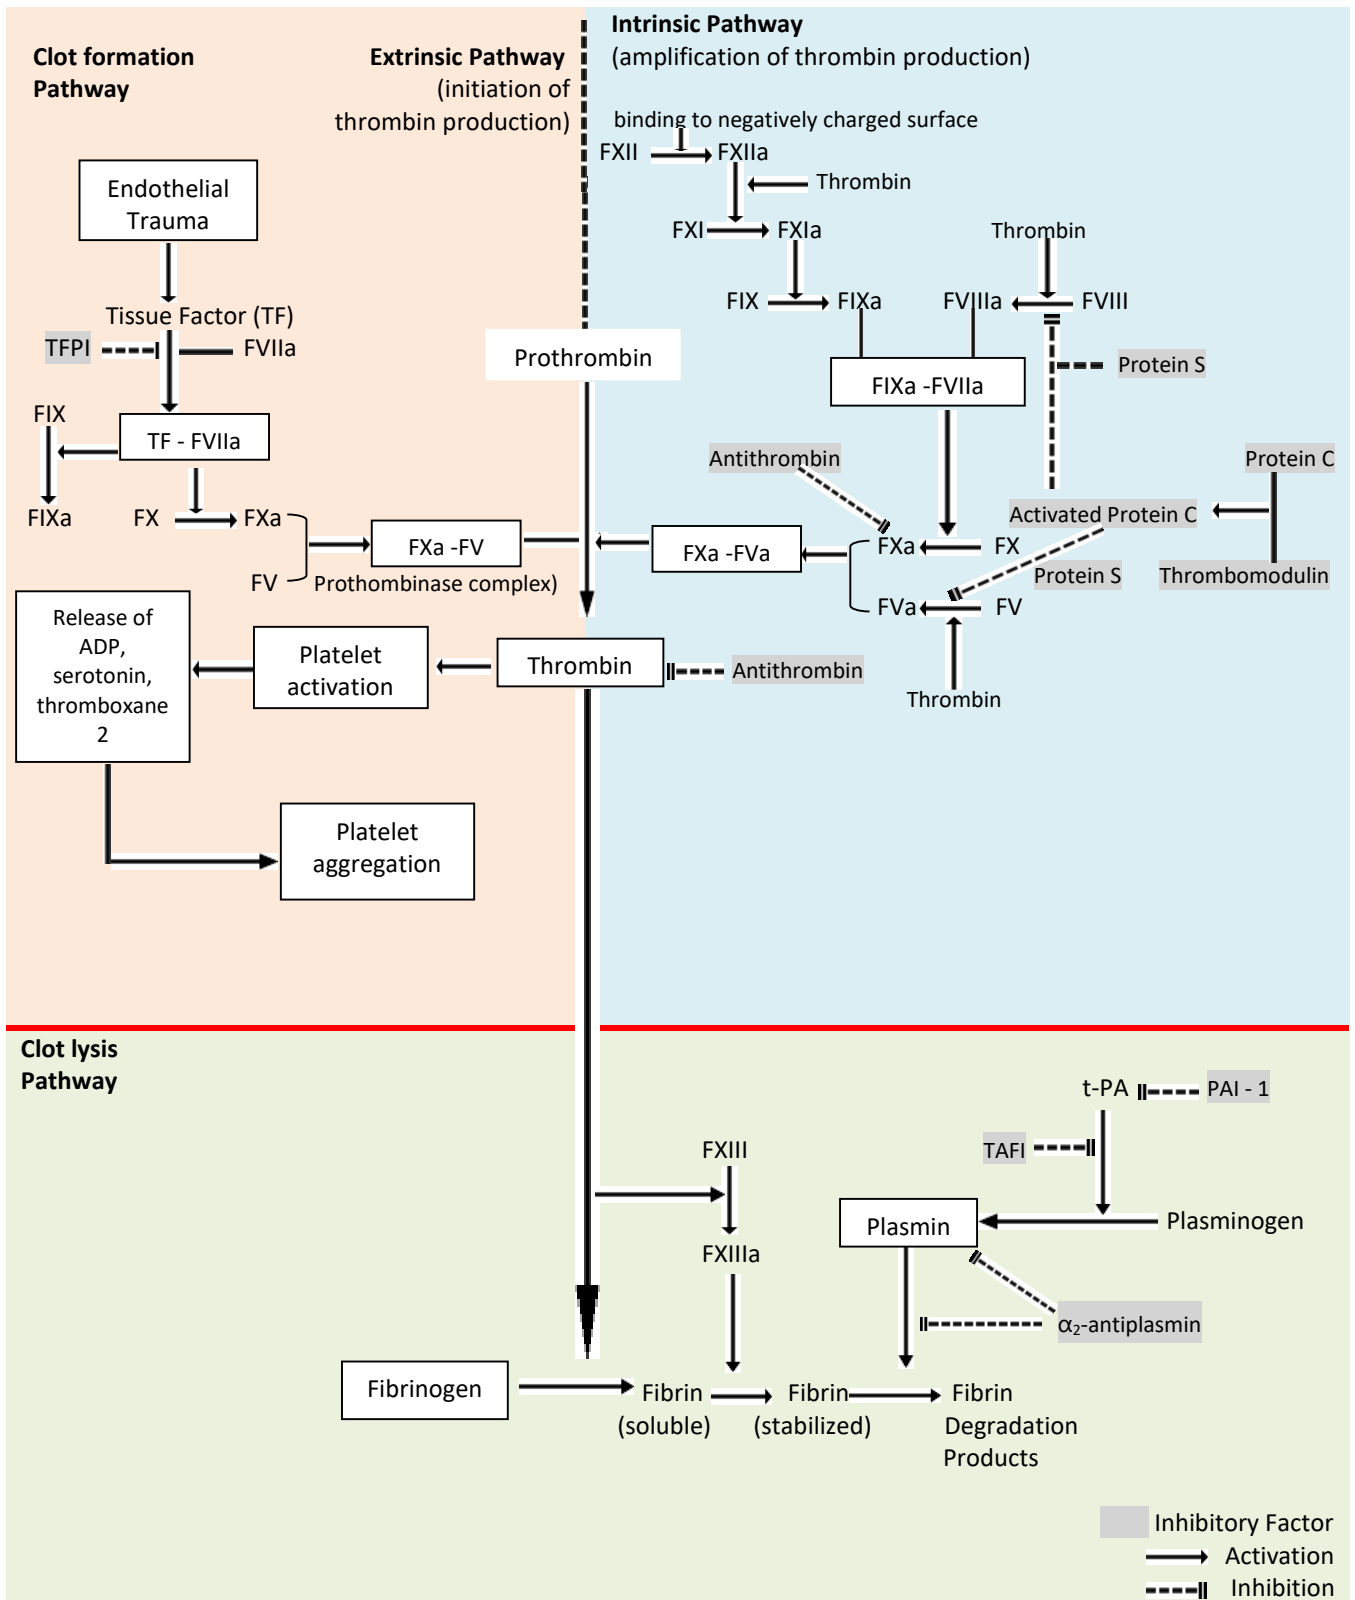 Clot formation
Pathway
Extrinsic Pathway
(initiation of
thrombin production)
Intrinsic Pathway
(amplification of thrombin production)
binding to negatively charged surface
FXII
FXIIa
Thrombin
FXI
FXIa
Thrombin
FIX
FIXa
FVIIIa
FVIII
Endothelial
Trauma
Tissue Factor (TF)
TFPI
FVIIa
Prothrombin
FIXa -FVIIa
Protein S
FIX
TF - FVIIa
Antithrombin
Protein C
FIXa
FX
FXa
FXa -FV
FXa -FVa
FXa
FX
Activated Protein C
FV
Prothombinase complex)
Protein S
Thrombomodulin
FVa
FV
Release of
ADP,
serotonin,
thromboxane
2
Platelet
activation
Thrombin
Antithrombin
Thrombin
Platelet
aggregation
Clot lysis
Pathway
t-PA
PAI - 1
TAFI
FXIII
Plasmin
Plasminogen
FXIIIa
α₂-antiplasmin
Fibrinogen
Fibrin
(soluble)
Fibrin
(stabilized)
Fibrin
Degradation
Products
Inhibitory Factor
Activation
Inhibition